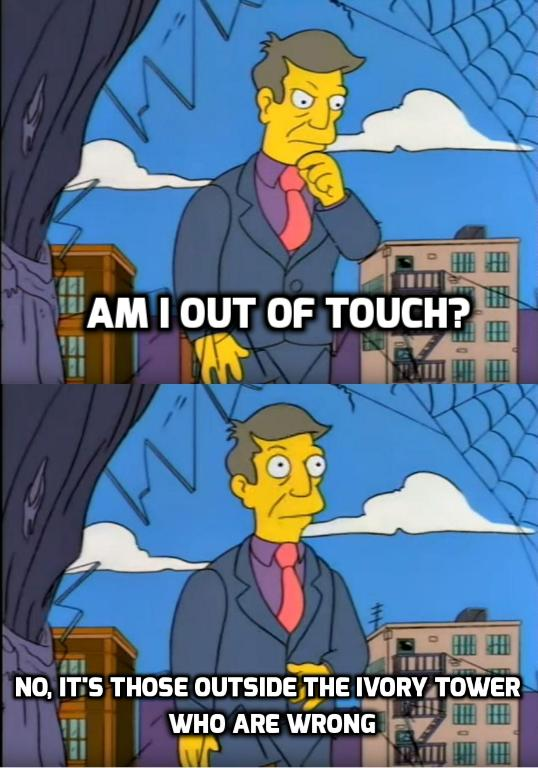 AM I OUT OF TOUCH?
NO, IT'S THOSE OUTSIDE THE IVORY TOWER
WHO ARE WRONG